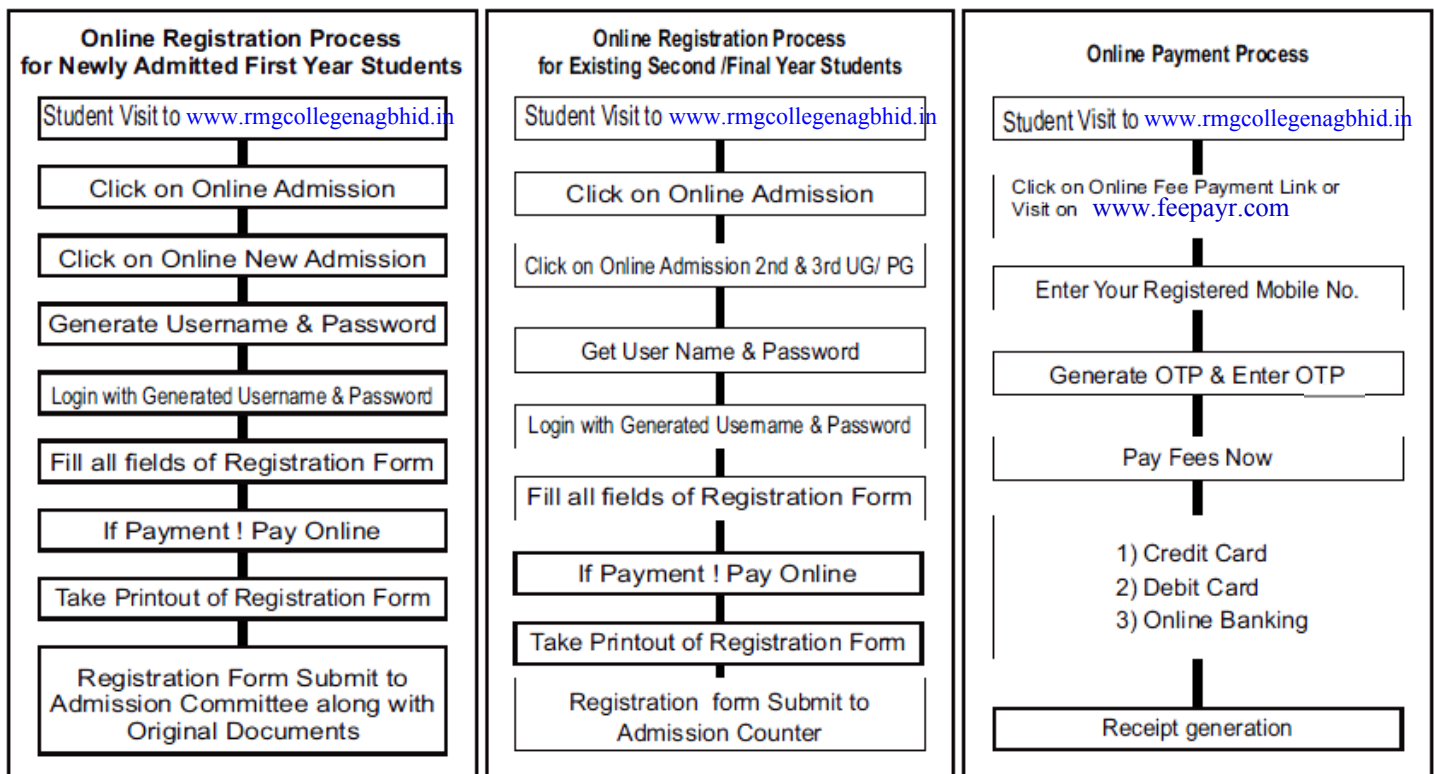 Online Registration Process
for Newly Admitted First Year Students
Student Visit to www.rmgcollegenagbhid.in
Click on Online Admission
Click on Online New Admission
Generate Username & Password
Login with Generated Username & Password
Fill all fields of Registration Form
If Payment ! Pay Online
Take Printout of Registration Form
Registration Form Submit to
Admission Committee along with
Original Documents
Online Registration Process
for Existing Second /Final Year Students
Student Visit to www.rmgcollegenagbhid.in
Click on Online Admission
Click on Online Admission 2nd & 3rd UG/ PG
Get User Name & Password
Login with Generated Username & Password
Fill all fields of Registration Form
If Payment ! Pay Online
Take Printout of Registration Form
Registration form Submit to
Admission Counter
Online Payment Process
Student Visit to www.rmgcollegenagbhid.in
Click on Online Fee Payment Link or
Visit on www.feepayr.com
Enter Your Registered Mobile No.
Generate OTP & Enter OTP
Pay Fees Now
1) Credit Card
2) Debit Card
3) Online Banking
Receipt generation